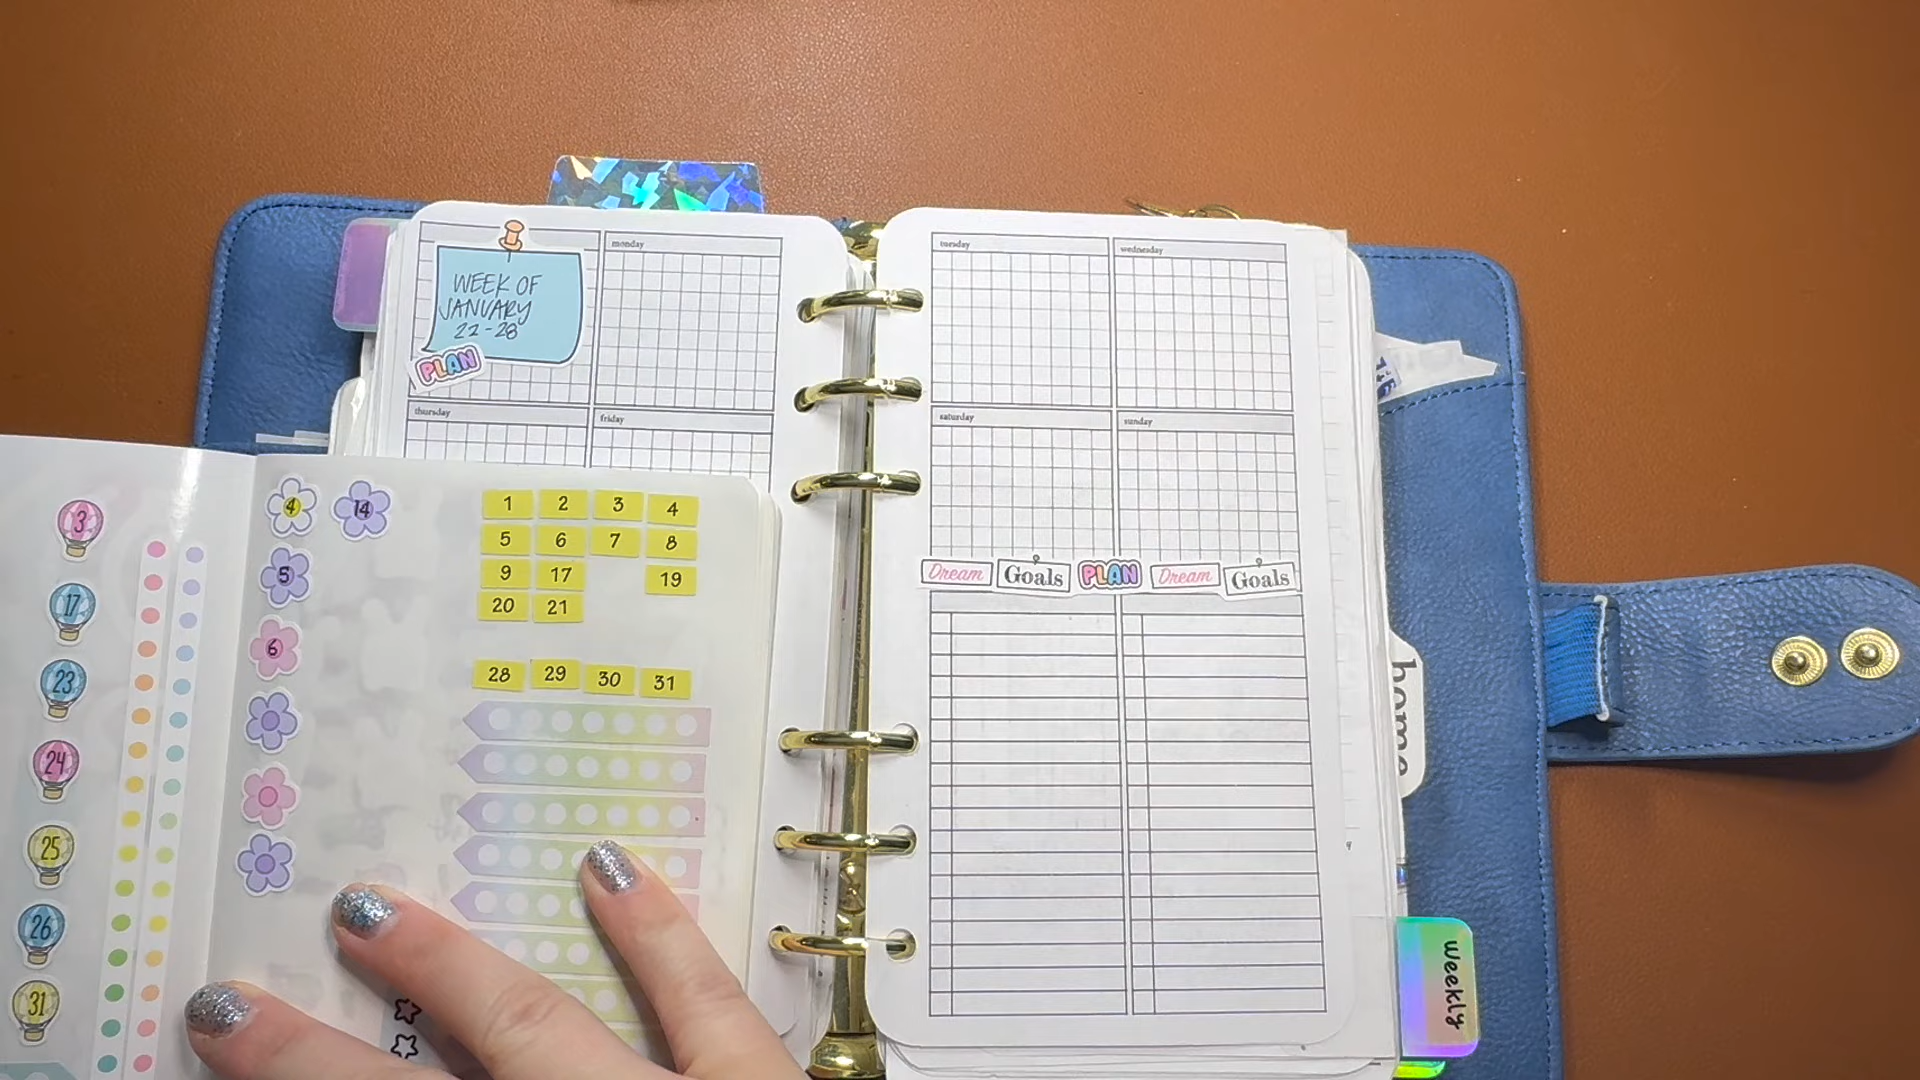 monday
WEEK OF
JANUARY
22-28
PLAN
thursday
friday
tuesday
wednesday
saturday
sunday
Dream Goals PLAN Dream Goals
home
weekly
3
17
23
24
25
26
31
4 14
5
6
1 2 3 4
5 6 7 8
9 17 19
20 21
28 29 30 31